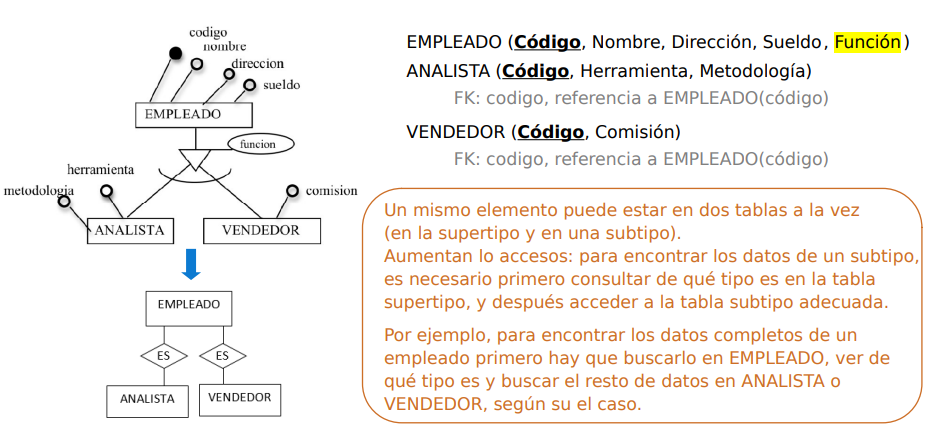 codigo
nombre
direccion
sueldo
EMPLEADO
funcion
herramienta
metodologia
comision
ANALISTA
VENDEDOR
EMPLEADO
ES
ES
ANALISTA
VENDEDOR
EMPLEADO (Código, Nombre, Dirección, Sueldo, Función)
ANALISTA (Código, Herramienta, Metodología)
FK: codigo, referencia a EMPLEADO(código)
VENDEDOR (Código, Comisión)
FK: codigo, referencia a EMPLEADO(código)
Un mismo elemento puede estar en dos tablas a la vez
(en la supertipo y en una subtipo).
Aumentan lo accesos: para encontrar los datos de un subtipo,
es necesario primero consultar de qué tipo es en la tabla
supertipo, y después acceder a la tabla subtipo adecuada.
Por ejemplo, para encontrar los datos completos de un
empleado primero hay que buscarlo en EMPLEADO, ver de
qué tipo es y buscar el resto de datos en ANALISTA o
VENDEDOR, según su el caso.